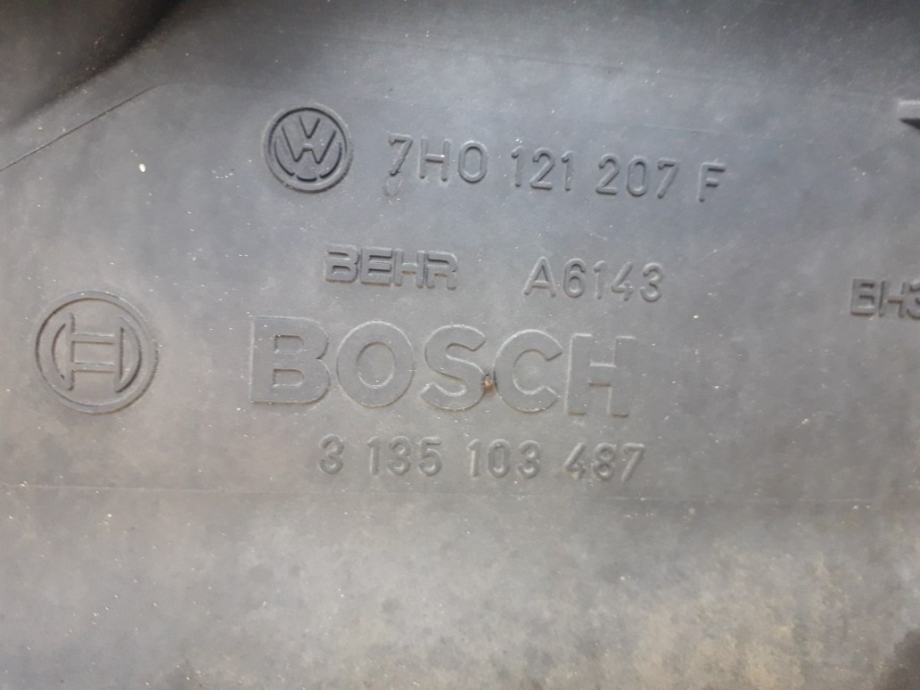 7H0 121 207 F
BEHR A6143
BOSCH
3 135 103 487